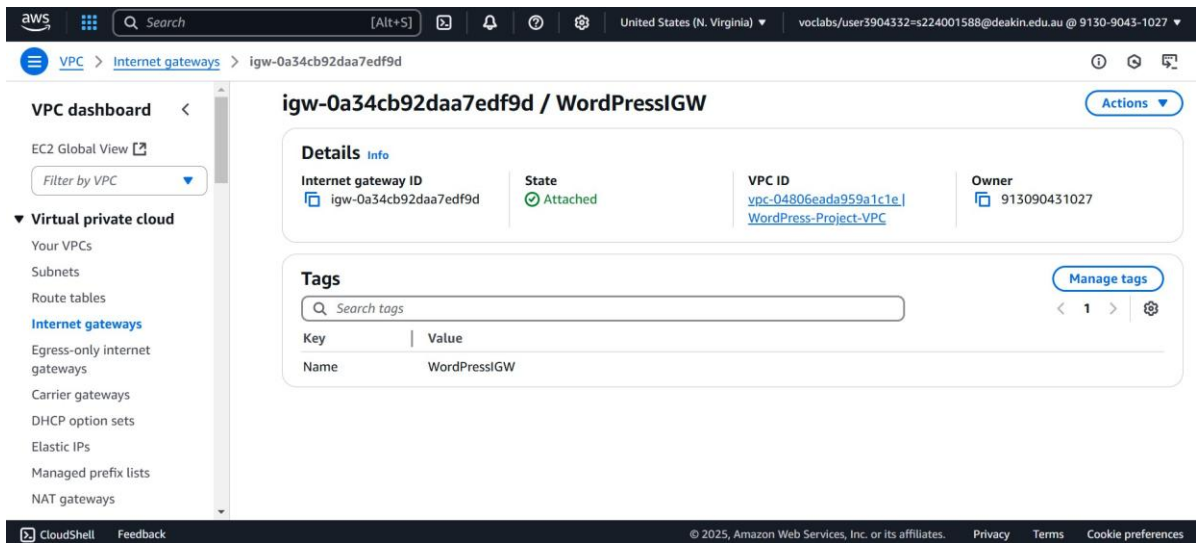 aws
Search [Alt+S]
United States (N. Virginia) ▼
voclabs/user3904332=s224001588@deakin.edu.au @ 9130-9043-1027 ▼
VPC > Internet gateways > igw-0a34cb92daa7edf9d
VPC dashboard <
EC2 Global View
Filter by VPC ▼
▼ Virtual private cloud
Your VPCs
Subnets
Route tables
Internet gateways
Egress-only internet
gateways
Carrier gateways
DHCP option sets
Elastic IPs
Managed prefix lists
NAT gateways
igw-0a34cb92daa7edf9d / WordPressIGW
Actions ▼
Details Info
Internet gateway ID
igw-0a34cb92daa7edf9d
State
Attached
VPC ID
vpc-04806eada959a1c1e |
WordPress-Project-VPC
Owner
913090431027
Tags
Manage tags
Search tags
< 1 >
Key Value
Name WordPressIGW
CloudShell Feedback
© 2025, Amazon Web Services, Inc. or its affiliates. Privacy Terms Cookie preferences